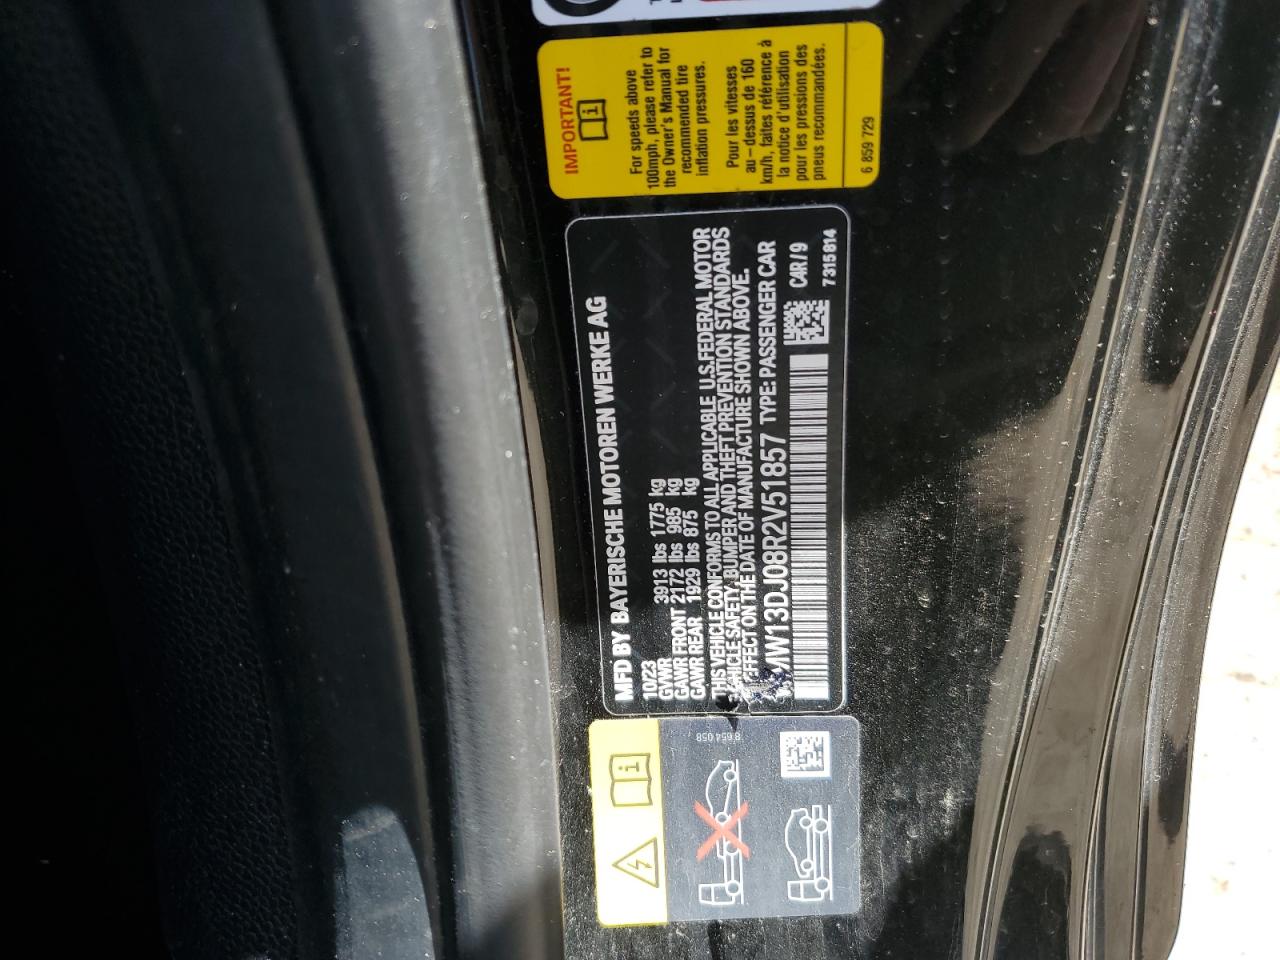 IMPORTANT!
For speeds above
100mph, please refer to
the Owner's Manual for
recommended tire
inflation pressures.
Pour les vitesses
au – dessus de 160
km/h, faites référence à
la notice d'utilisation
pour les pressions des
pneus recommandées.
6 859 729
MFD BY BAYERISCHE MOTOREN WERKE AG
10/23
GVWR 3913 lbs 1775 kg
GAWR FRONT 2172 lbs 985 kg
GAWR REAR 1929 lbs 875 kg
THIS VEHICLE CONFORMS TO ALL APPLICABLE U.S.FEDERAL MOTOR
VEHICLE SAFETY, BUMPER AND THEFT PREVENTION STANDARDS
EFFECT ON THE DATE OF MANUFACTURE SHOWN ABOVE.
MW13DJ08R2V51857 TYPE: PASSENGER CAR
C4R/9
7315814
8 654 058